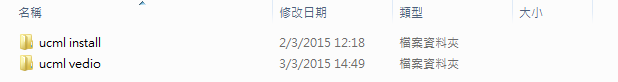 名稱 修改日期 類型 大小
ucml install 2/3/2015 12:18 檔案資料夾
ucml vedio 3/3/2015 14:49 檔案資料夾